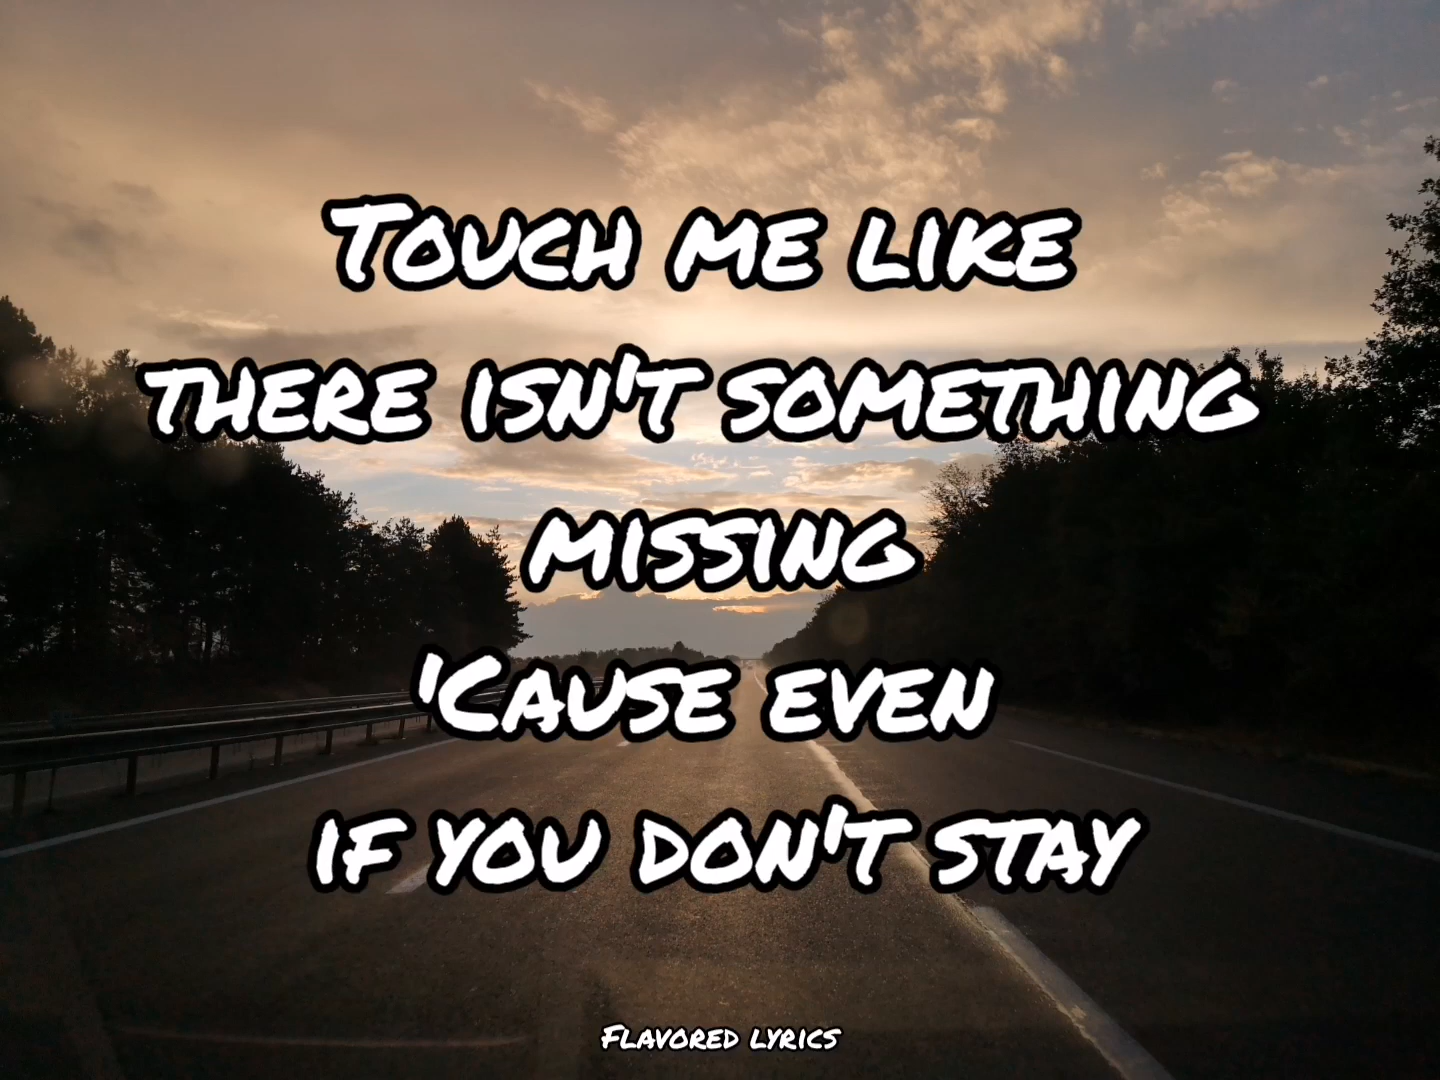 Touch me like
there isn't something
missing
'Cause even
if you don't stay
Flavored lyrics